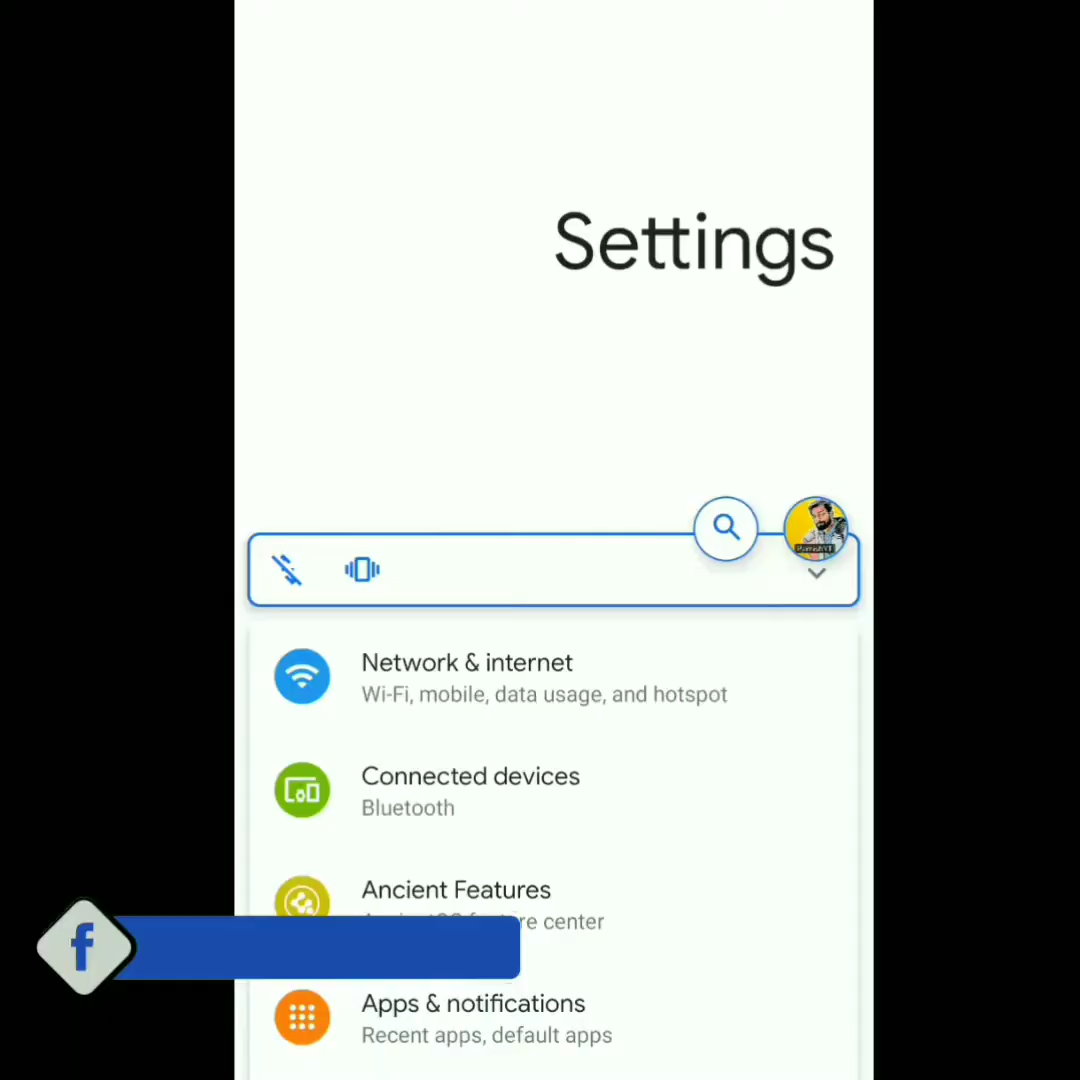 Settings
Network & internet
Wi-Fi, mobile, data usage, and hotspot
Connected devices
Bluetooth
Ancient Features
center
f
Apps & notifications
Recent apps, default apps